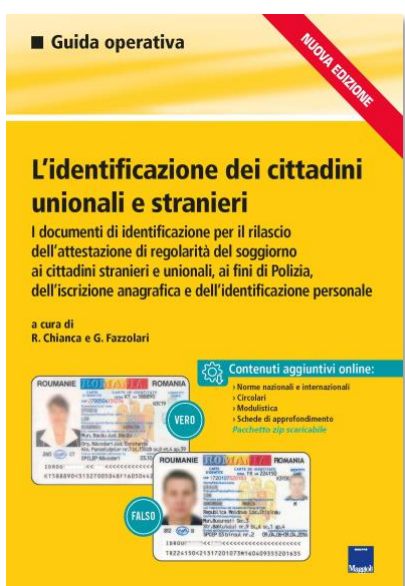 Guida operativa
NUOVA EDIZIONE
L'identificazione dei cittadini
unionali e stranieri
I documenti di identificazione per il rilascio
dell'attestazione di regolarità del soggiorno
ai cittadini stranieri e unionali, ai fini di Polizia,
dell'iscrizione anagrafica e dell'identificazione personale
a cura di
R. Chianca e G. Fazzolari
Contenuti aggiuntivi online:
› Norme nazionali e internazionali
› Circolari
› Modulistica
› Schede di approfondimento
Pacchetto zip scaricabile
ROUMANIE ROMANIA ROMANIA
VERO
ROUMANIE ROMANIA ROMANIA
FALSO
Maggioli